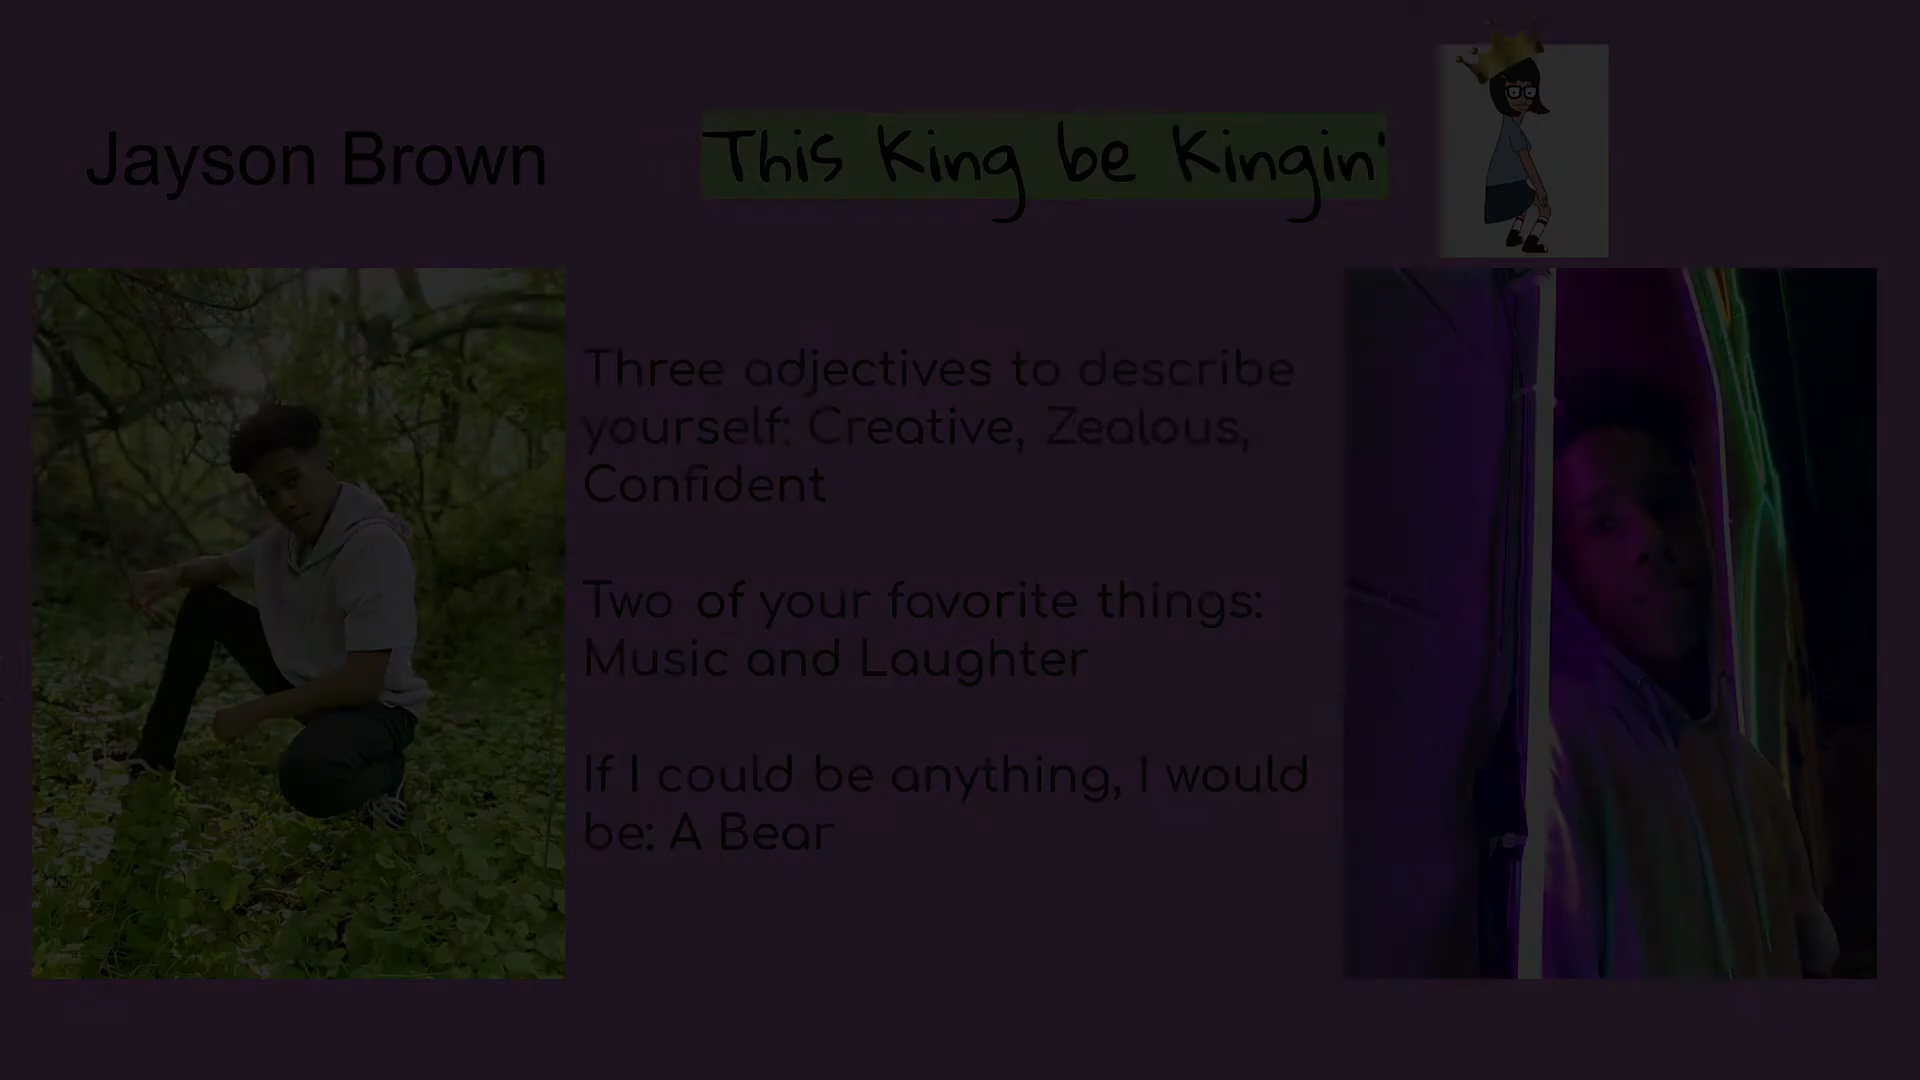 Jayson Brown
This King be Kingin'
Three adjectives to describe
yourself: Creative, Zealous,
Confident
Two of your favorite things:
Music and Laughter
If I could be anything, I would
be: A Bear